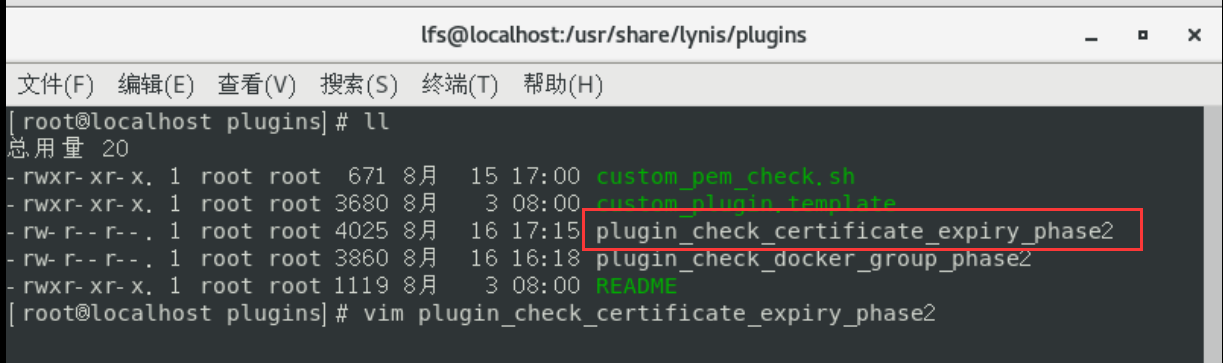 lfs@localhost:/usr/share/lynis/plugins
文件(F) 编辑(E) 查看(V) 搜索(S) 终端(T) 帮助(H)
[root@localhost plugins]# ll
总用量 20
-rwxr-xr-x. 1 root root 671 8月 15 17:00 custom_pem_check.sh
-rwxr-xr-x. 1 root root 3680 8月 3 08:00 custom_plugin.template
-rw-r--r--. 1 root root 4025 8月 16 17:15 plugin_check_certificate_expiry_phase2
-rw-r--r--. 1 root root 3860 8月 16 16:18 plugin_check_docker_group_phase2
-rwxr-xr-x. 1 root root 1119 8月 3 08:00 README
[root@localhost plugins]# vim plugin_check_certificate_expiry_phase2